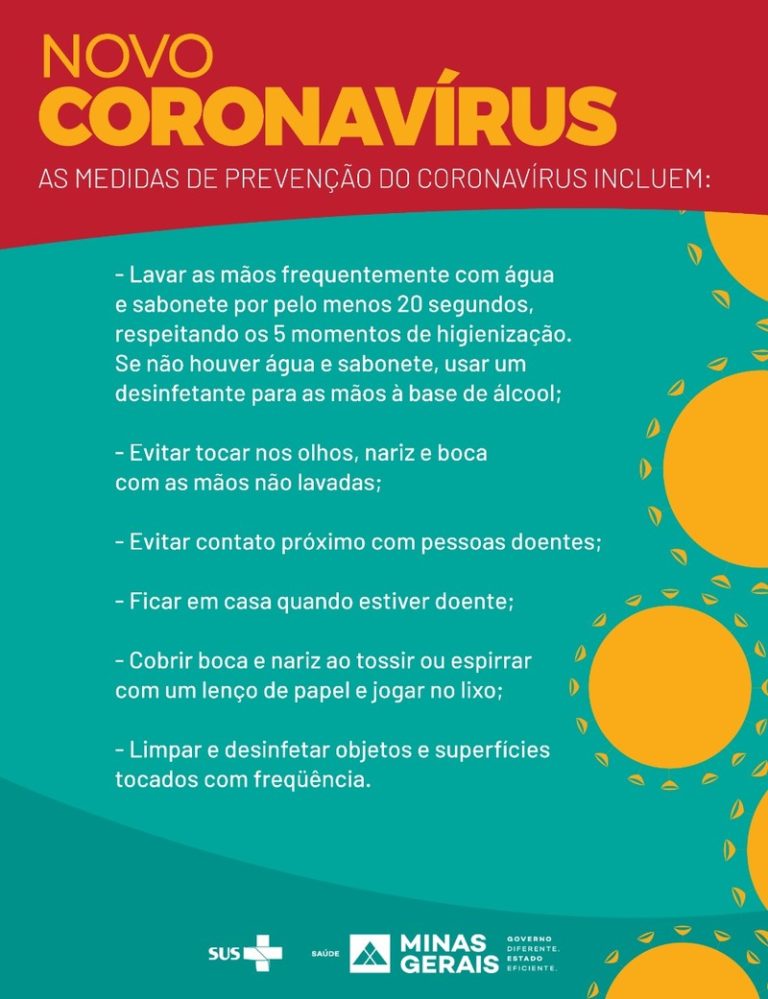 NOVO
CORONAVÍRUS
AS MEDIDAS DE PREVENÇÃO DO CORONAVÍRUS INCLUEM:
- Lavar as mãos frequentemente com água
e sabonete por pelo menos 20 segundos,
respeitando os 5 momentos de higienização.
Se não houver água e sabonete, usar um
desinfetante para as mãos à base de álcool;
- Evitar tocar nos olhos, nariz e boca
com as mãos não lavadas;
- Evitar contato próximo com pessoas doentes;
- Ficar em casa quando estiver doente;
- Cobrir boca e nariz ao tossir ou espirrar
com um lenço de papel e jogar no lixo;
- Limpar e desinfetar objetos e superfícies
tocados com freqüência.
SUS
SAÚDE
MINAS
GERAIS
GOVERNO
DIFERENTE.
ESTADO
EFICIENTE.